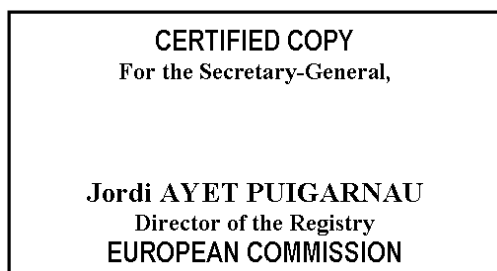 CERTIFIED COPY
For the Secretary-General,
Jordi AYET PUIGARNAU
Director of the Registry
EUROPEAN COMMISSION